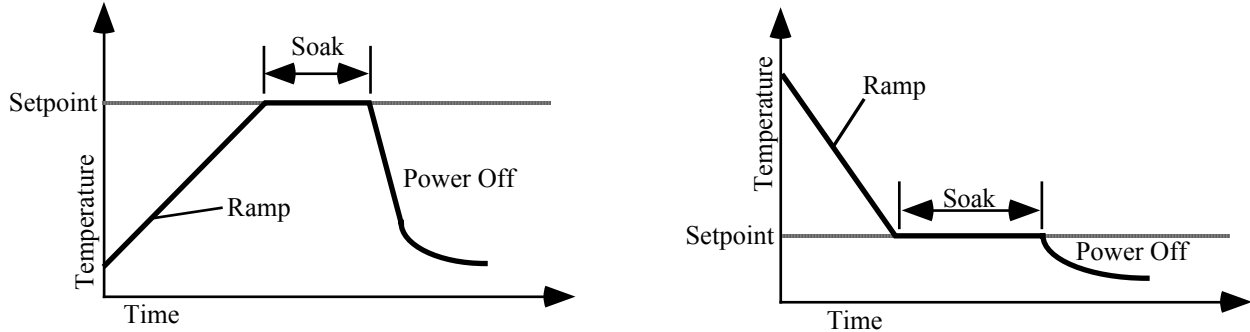 Soak
Setpoint
Temperature
Ramp
Power Off
Time
Temperature
Ramp
Soak
Setpoint
Power Off
Time